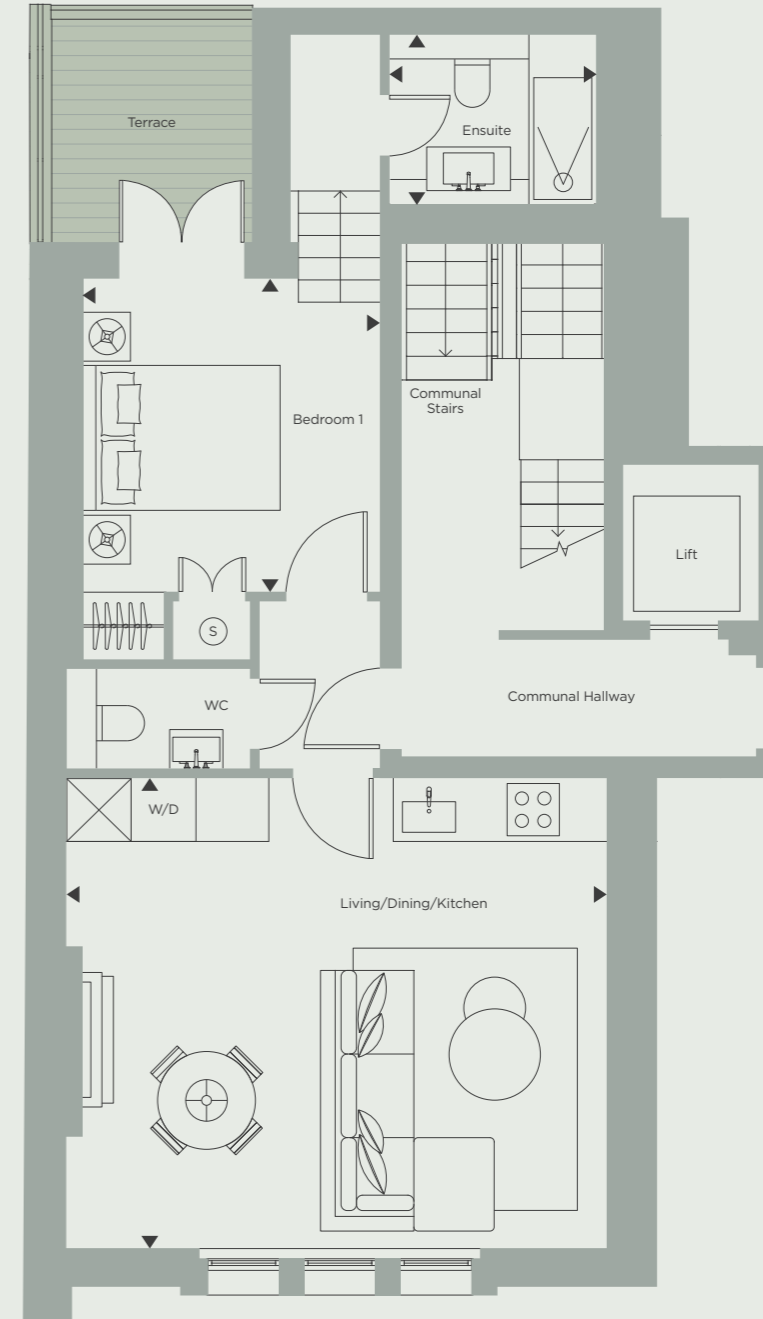 Terrace
Ensuite
Bedroom 1
Communal
Stairs
Lift
S
Communal Hallway
WC
W/D
Living/Dining/Kitchen